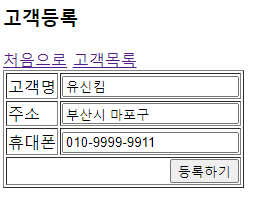 고객등록
처음으로 고객목록
고객명 유신킴
주소 부산시 마포구
휴대폰 010-9999-9911
등록하기